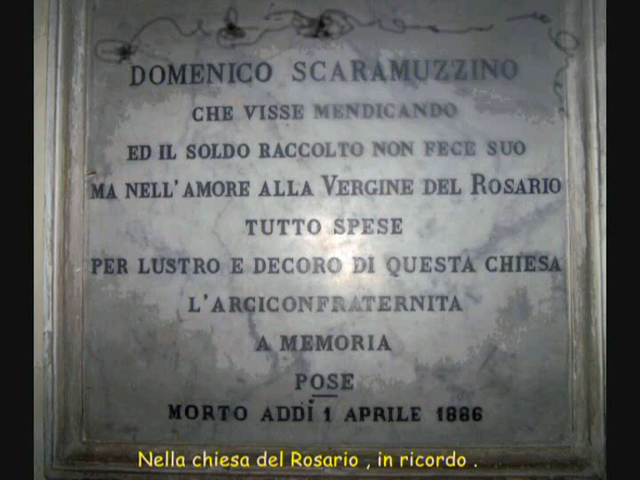 DOMENICO SCARAMUZZINO
CHE VISSE MENDICANDO
ED IL SOLDO RACCOLTO NON FECE SUO
MA NELL'AMORE ALLA VERGINE DEL ROSARIO
TUTTO SPESE
PER LUSTRO E DECORO DI QUESTA CHIESA
L'ARCICONFRATERNITA
A MEMORIA
POSE
MORTO ADDÌ 1 APRILE 1886
Nella chiesa del Rosario , in ricordo .